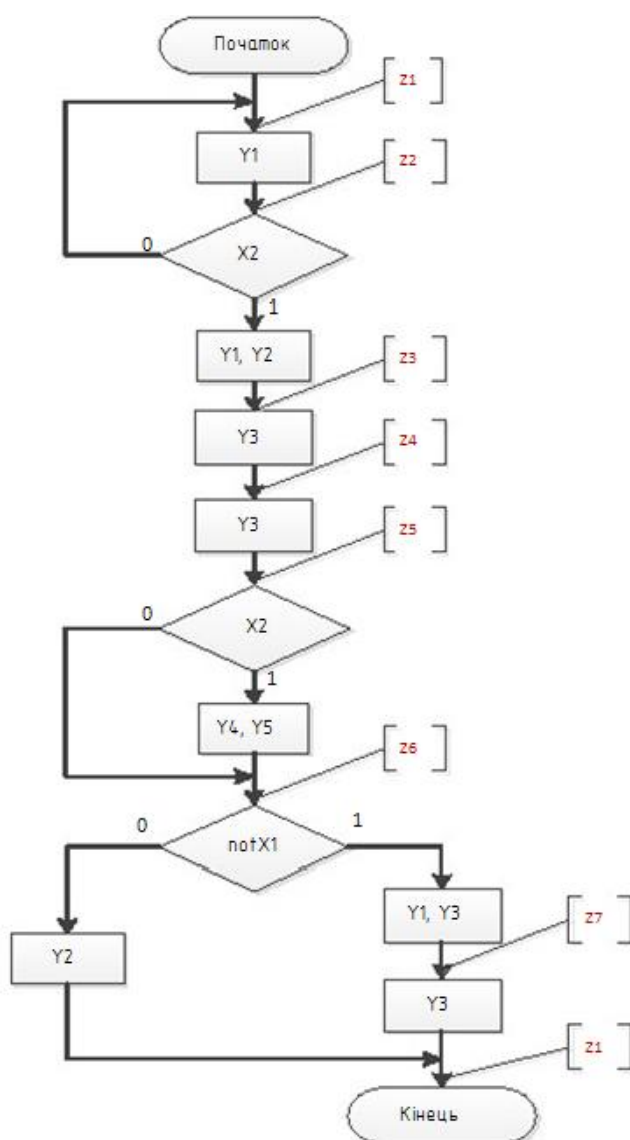 Початок
Z1
Y1
Z2
0
X2
1
Y1, Y2
Z3
Y3
Z4
Y3
Z5
0
X2
1
Y4, Y5
Z6
0
notX1
1
Y1, Y3
Z7
Y2
Y3
Z1
Кінець